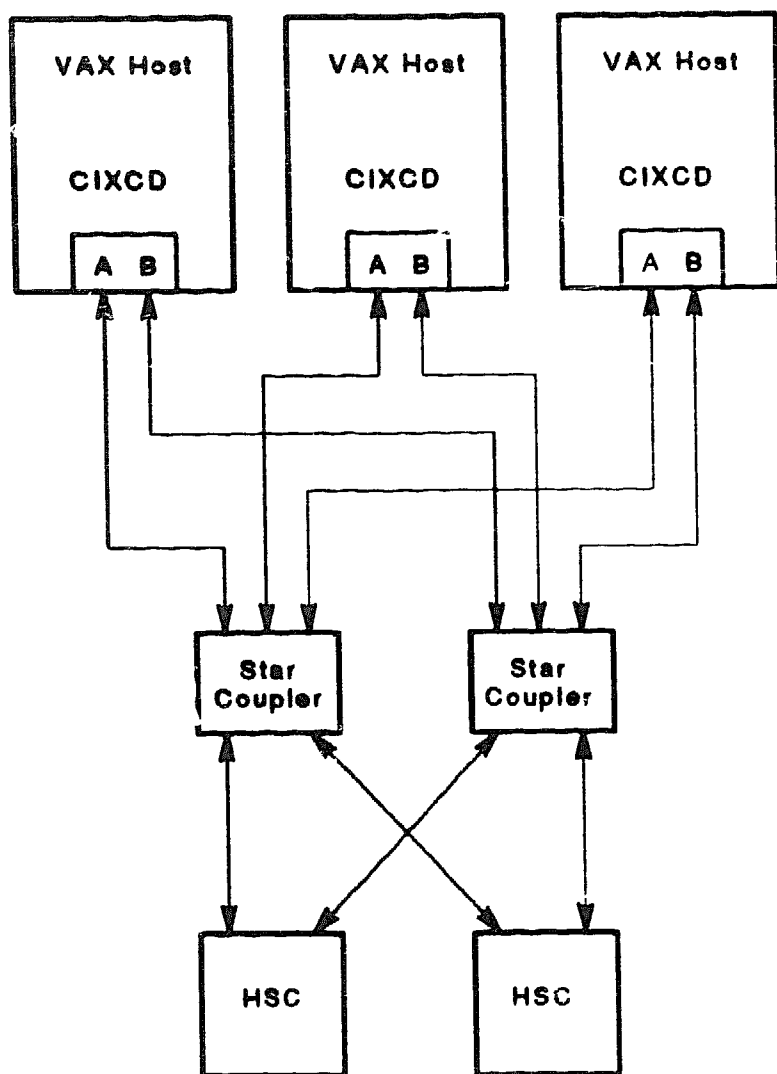 VAX Host
VAX Host
VAX Host
CIXCD
CIXCD
CIXCD
A B
A B
A B
Star
Coupler
Star
Coupler
HSC
HSC